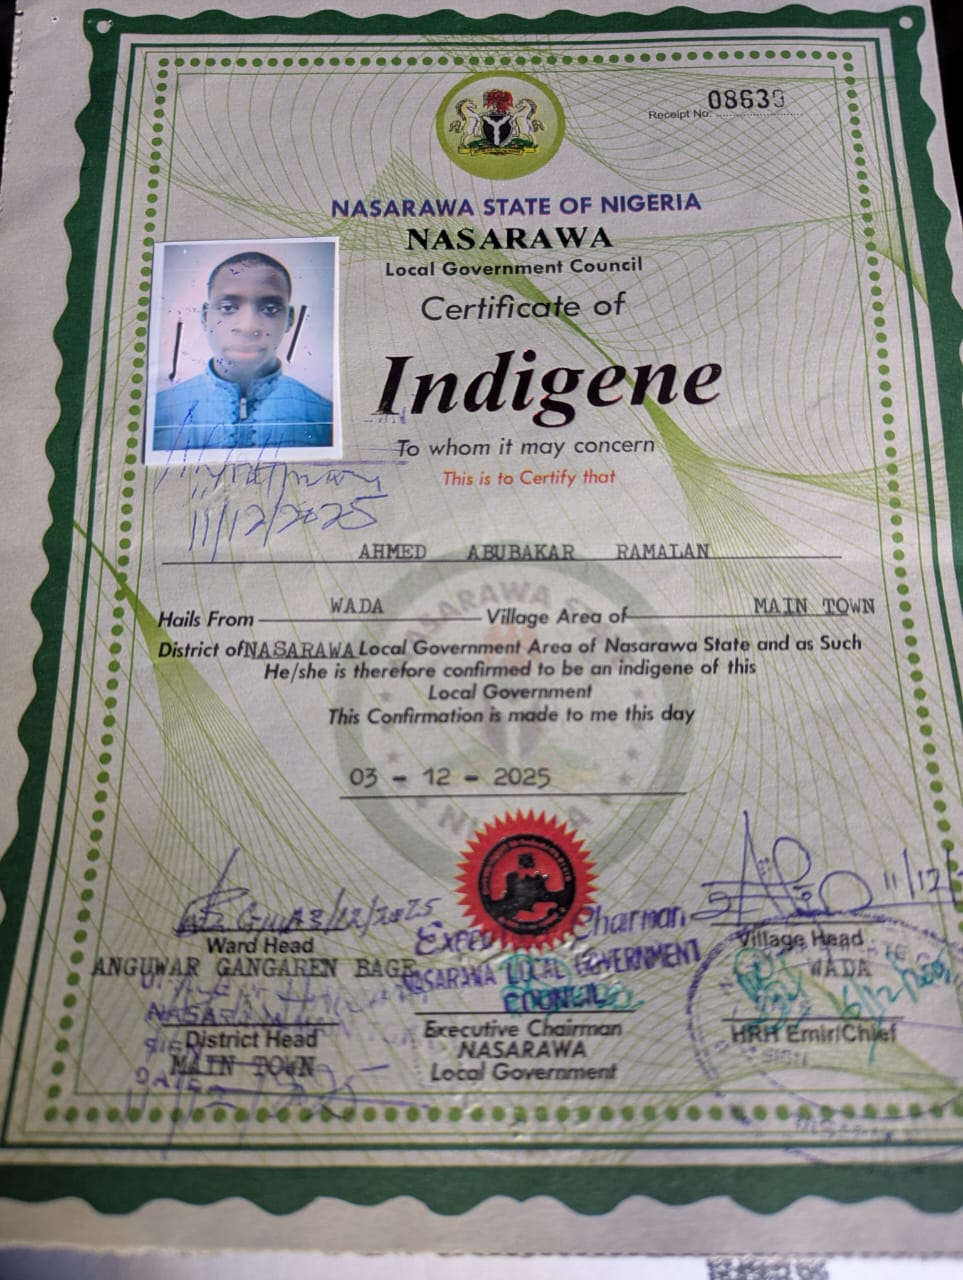 08639
Receipt No:
NASARAWA STATE OF NIGERIA
NASARAWA
Local Government Council
Certificate of
Indigene
To whom it may concern
This is to Certify that
11/12/2025
AHMED ABUBAKAR RAMALAN
Hails From WADA Village Area of MAIN TOWN
District of NASARAWA Local Government Area of Nasarawa State and as Such
He/she is therefore confirmed to be an indigene of this
Local Government
This Confirmation is made to me this day
03 - 12 - 2025
11/12/
Ward Head
ANGUWAR GANGAREN BAGE
Chairman
NASARAWA LOCAL GOVERNMENT
COUNCIL
Village Head
WADA
District Head
MAIN TOWN
Executive Chairman
NASARAWA
Local Government
HRH Emir/Chief
SIGN